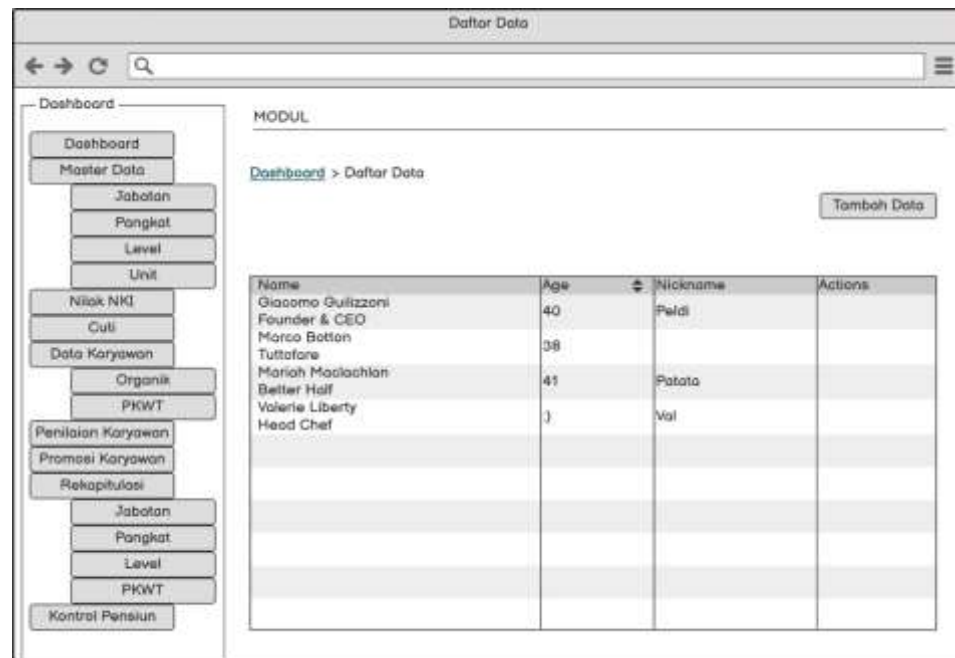 Daftar Data
Dashboard
Dashboard
Master Data
Jabatan
Pangkat
Level
Unit
Nilak NKI
Cuti
Data Karyawan
Organik
PKWT
Penilaian Karyawan
Promosi Karyawan
Rekapitulasi
Jabatan
Pangkat
Level
PKWT
Kontrol Pensiun
MODUL
Dashboard > Daftar Data
Tambah Data
Name Age Nickname Actions
Giacomo Guilizzoni
Founder & CEO
40 Peldi
Marco Botton
Tuttofare
38
Mariah Maclachlan
Better Half
41 Patata
Valerie Liberty
Head Chef
:) Val